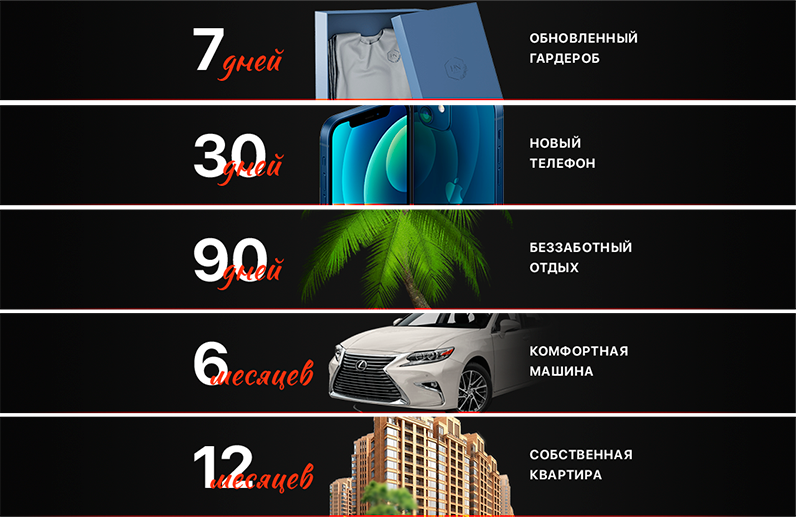 7 дней
ОБНОВЛЕННЫЙ
ГАРДЕРОБ
30 дней
НОВЫЙ
ТЕЛЕФОН
90 дней
БЕЗЗАБОТНЫЙ
ОТДЫХ
6 месяцев
КОМФОРТНАЯ
МАШИНА
12 месяцев
СОБСТВЕННАЯ
КВАРТИРА